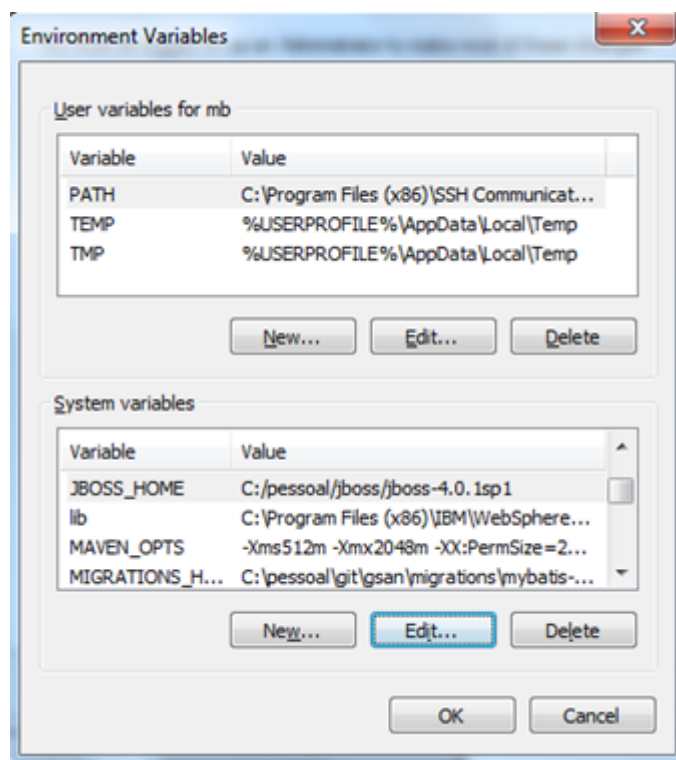 Environment Variables
User variables for mb
Variable Value
PATH C:\Program Files (x86)\SSH Communicat...
TEMP %USERPROFILE%\AppData\Local\Temp
TMP %USERPROFILE%\AppData\Local\Temp
New... Edit... Delete
System variables
Variable Value
JBOSS_HOME C:/pessoal/jboss/jboss-4.0.1sp1
lib C:\Program Files (x86)\IBM\WebSphere...
MAVEN_OPTS -Xms512m -Xmx2048m -XX:PermSize=2...
MIGRATIONS_H... C:\pessoal\git\gsan\migrations\mybatis-...
New... Edit... Delete
OK Cancel